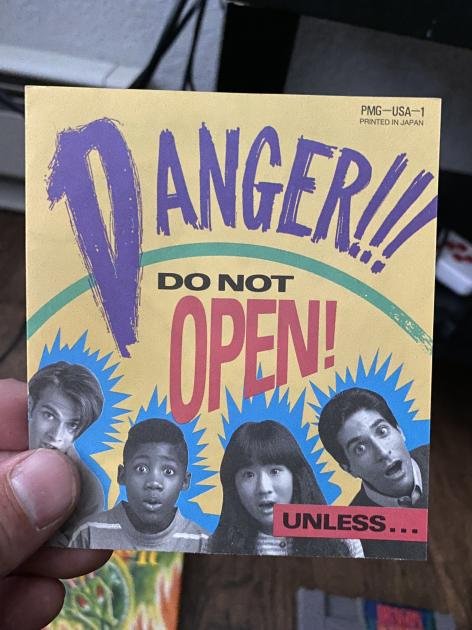 PMG-USA-1
PRINTED IN JAPAN
DANGER!!!
DO NOT
OPEN!
UNLESS...